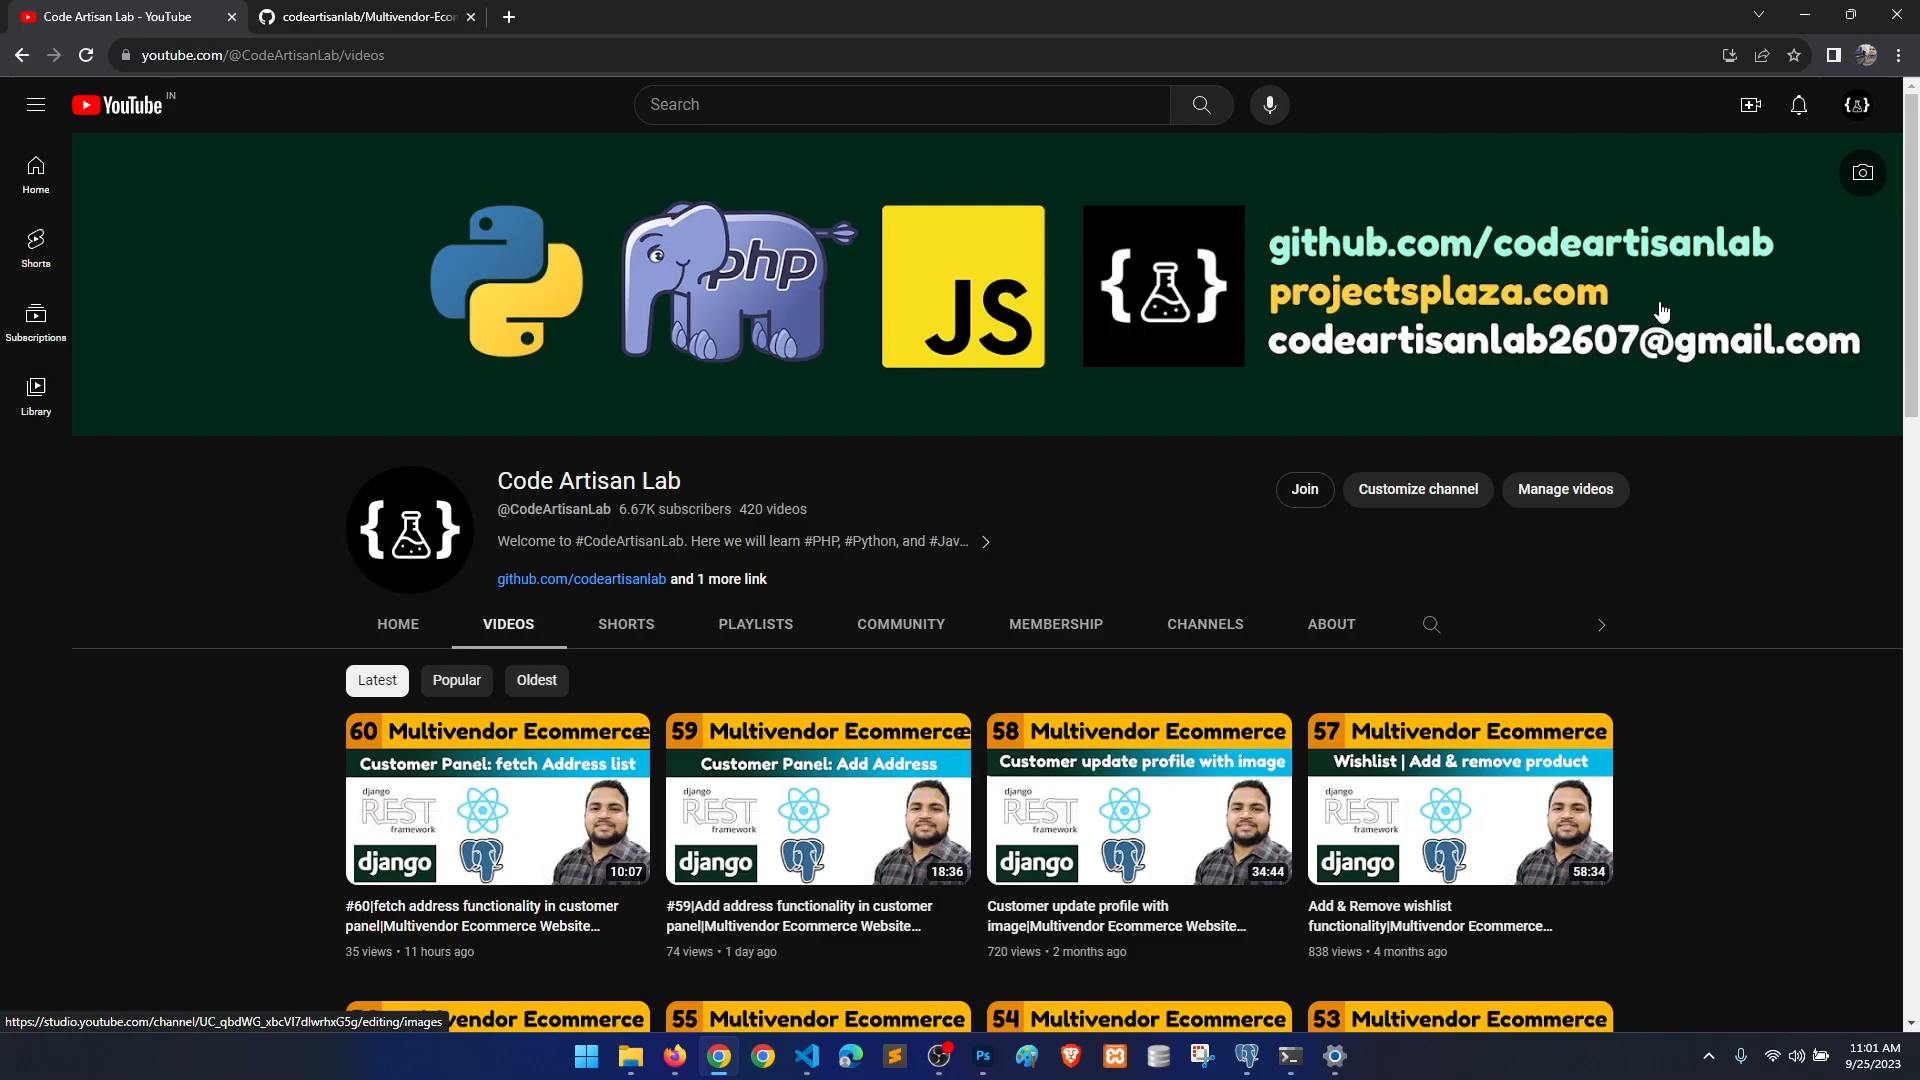 Code Artisan Lab - YouTube
codeartisanlab/Multivendor-Ecor
youtube.com/@CodeArtisanLab/videos
YouTube IN
Search
Home
Shorts
Subscriptions
Library
php
JS
github.com/codeartisanlab
projectsplaza.com
codeartisanlab2607@gmail.com
Code Artisan Lab
@CodeArtisanLab 6.67K subscribers 420 videos
Welcome to #CodeArtisanLab. Here we will learn #PHP, #Python, and #Jav...
github.com/codeartisanlab and 1 more link
Join
Customize channel
Manage videos
HOME
VIDEOS
SHORTS
PLAYLISTS
COMMUNITY
MEMBERSHIP
CHANNELS
ABOUT
Latest
Popular
Oldest
60 Multivendor Ecommerce
Customer Panel: fetch Address list
django
REST
framework
django
10:07
#60|fetch address functionality in customer
panel|Multivendor Ecommerce Website...
35 views • 11 hours ago
59 Multivendor Ecommerce
Customer Panel: Add Address
django
REST
framework
django
18:36
#59|Add address functionality in customer
panel|Multivendor Ecommerce Website...
74 views • 1 day ago
58 Multivendor Ecommerce
Customer update profile with image
django
REST
framework
django
34:44
Customer update profile with
image|Multivendor Ecommerce Website...
720 views • 2 months ago
57 Multivendor Ecommerce
Wishlist | Add & remove product
django
REST
framework
django
58:34
Add & Remove wishlist
functionality|Multivendor Ecommerce...
838 views • 4 months ago
vendor Ecommerce
55 Multivendor Ecommerce
54 Multivendor Ecommerce
53 Multivendor Ecommerce
https://studio.youtube.com/channel/UC_qbdWG_xbcVI7dlwrhxG5g/editing/images
Ps
11:01 AM
9/25/2023